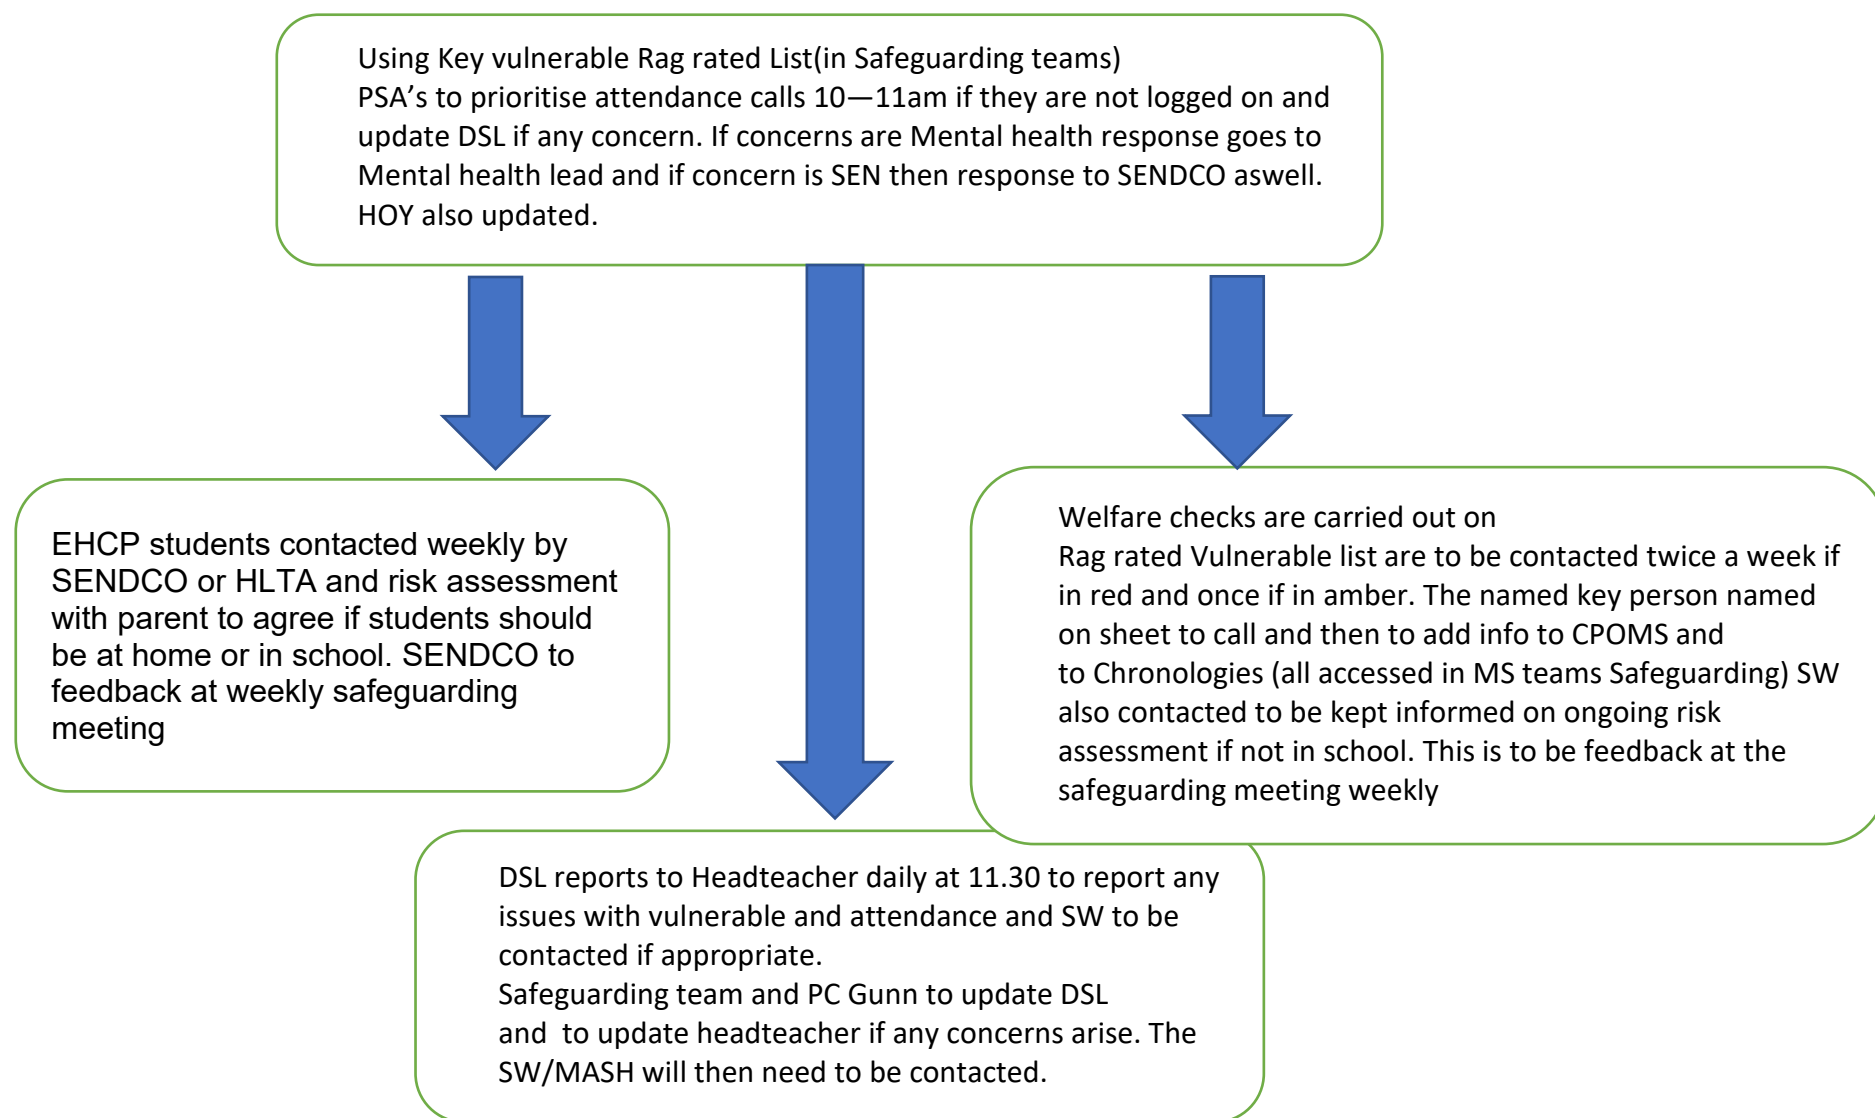 Using Key vulnerable Rag rated List(in Safeguarding teams)
PSA’s to prioritise attendance calls 10—11am if they are not logged on and
update DSL if any concern. If concerns are Mental health response goes to
Mental health lead and if concern is SEN then response to SENDCO aswell.
HOY also updated.
EHCP students contacted weekly by
SENDCO or HLTA and risk assessment
with parent to agree if students should
be at home or in school. SENDCO to
feedback at weekly safeguarding
meeting
Welfare checks are carried out on
Rag rated Vulnerable list are to be contacted twice a week if
in red and once if in amber. The named key person named
on sheet to call and then to add info to CPOMS and
to Chronologies (all accessed in MS teams Safeguarding) SW
also contacted to be kept informed on ongoing risk
assessment if not in school. This is to be feedback at the
safeguarding meeting weekly
DSL reports to Headteacher daily at 11.30 to report any
issues with vulnerable and attendance and SW to be
contacted if appropriate.
Safeguarding team and PC Gunn to update DSL
and  to update headteacher if any concerns arise. The
SW/MASH will then need to be contacted.